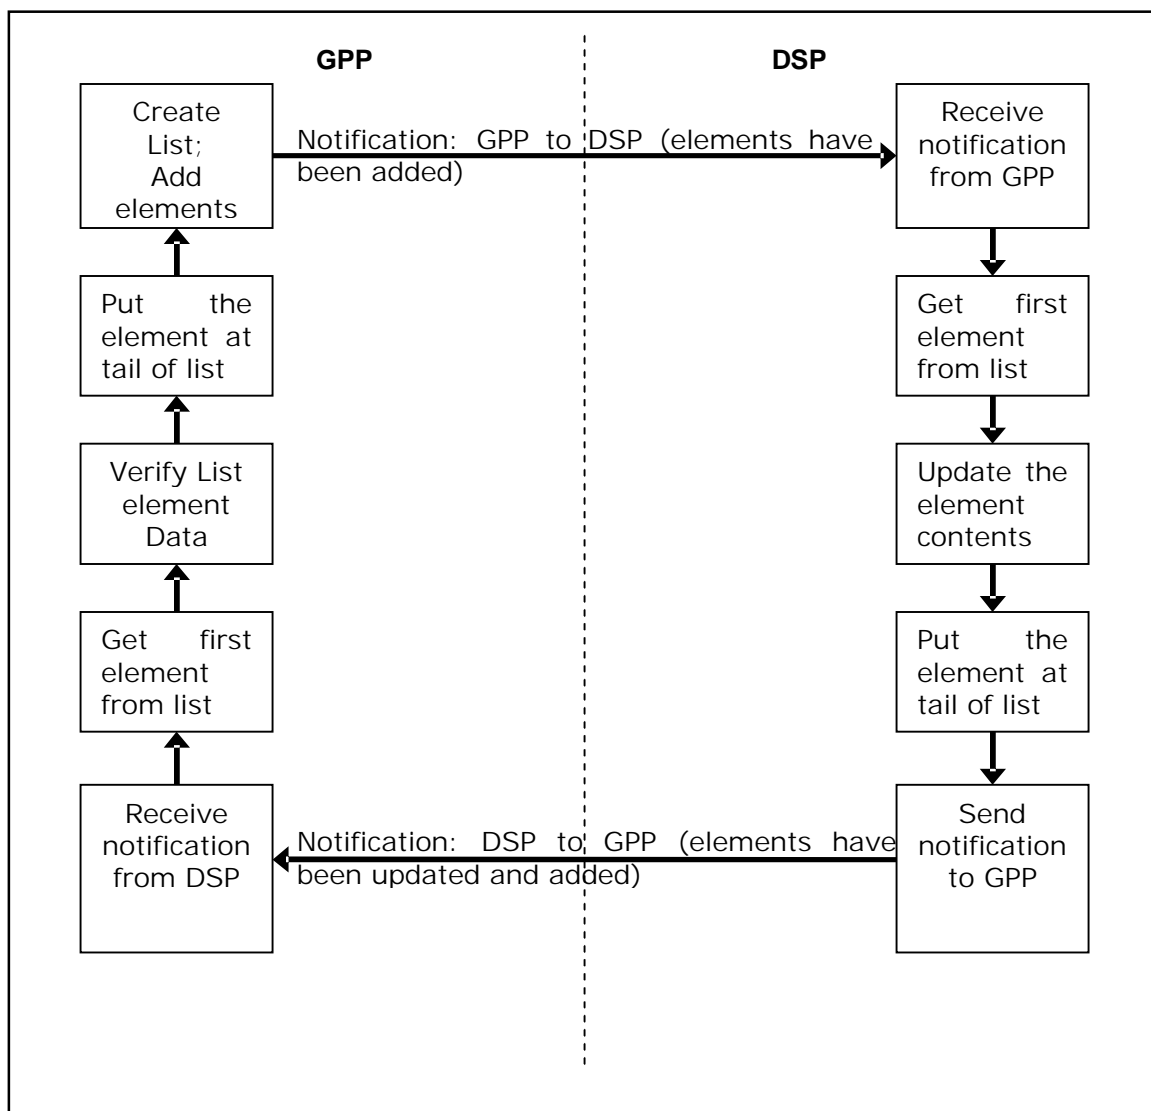 GPP
DSP
Create
List;
Add
elements
Notification: GPP to DSP (elements have
been added)
Receive
notification
from GPP
Put the
element at
tail of list
Get first
element
from list
Verify List
element
Data
Update the
element
contents
Get first
element
from list
Put the
element at
tail of list
Receive
notification
from DSP
Notification: DSP to GPP (elements have
been updated and added)
Send
notification
to GPP